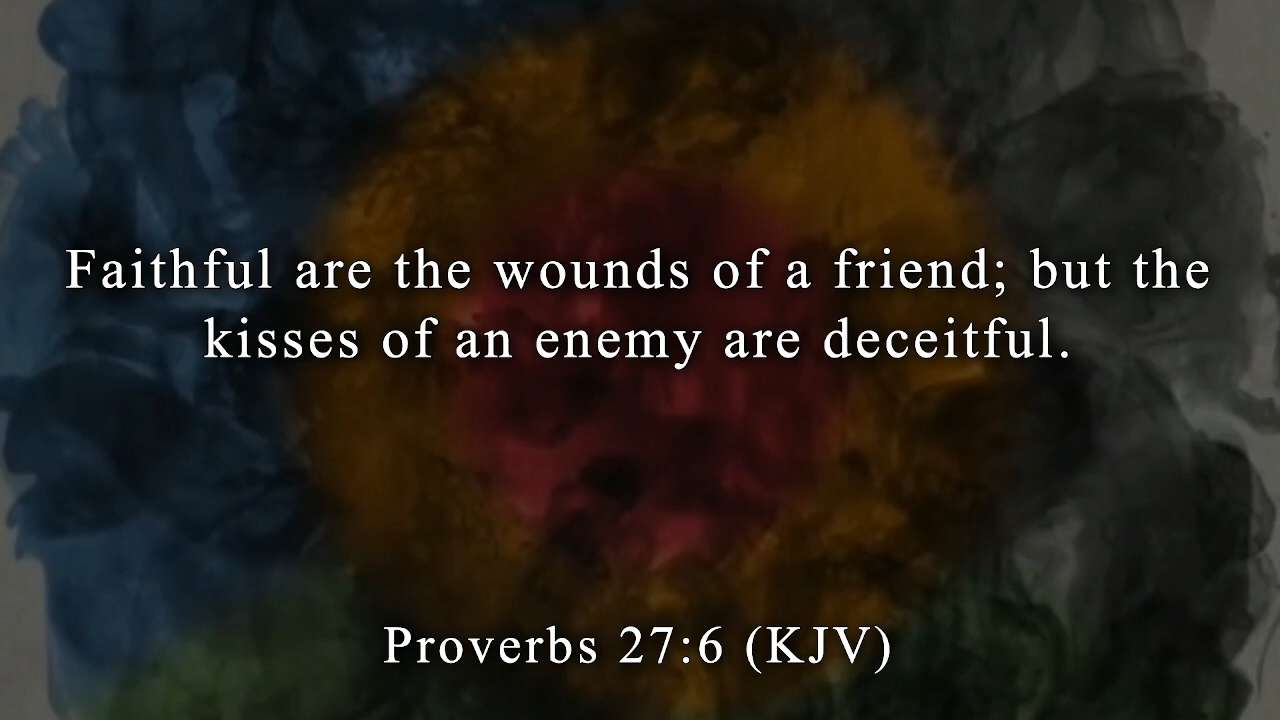 Faithful are the wounds of a friend; but the
kisses of an enemy are deceitful.
Proverbs 27:6 (KJV)